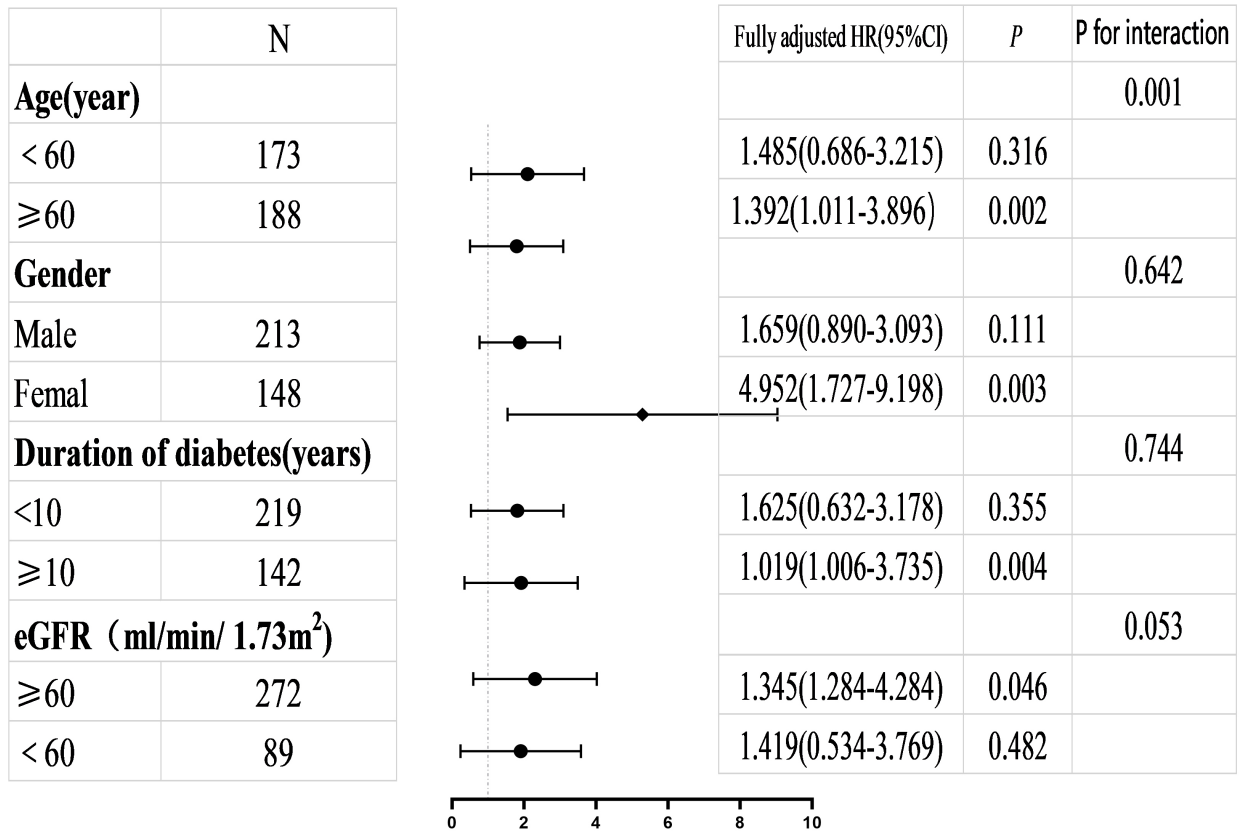 N Fully adjusted HR(95%CI) P P for interaction
Age(year) 0.001
<60 173 1.485(0.686-3.215) 0.316
≥60 188 1.392(1.011-3.896) 0.002
Gender 0.642
Male 213 1.659(0.890-3.093) 0.111
Femal 148 4.952(1.727-9.198) 0.003
Duration of diabetes(years) 0.744
<10 219 1.625(0.632-3.178) 0.355
≥10 142 1.019(1.006-3.735) 0.004
eGFR（ml/min/ 1.73m²) 0.053
≥60 272 1.345(1.284-4.284) 0.046
<60 89 1.419(0.534-3.769) 0.482
0 2 4 6 8 10